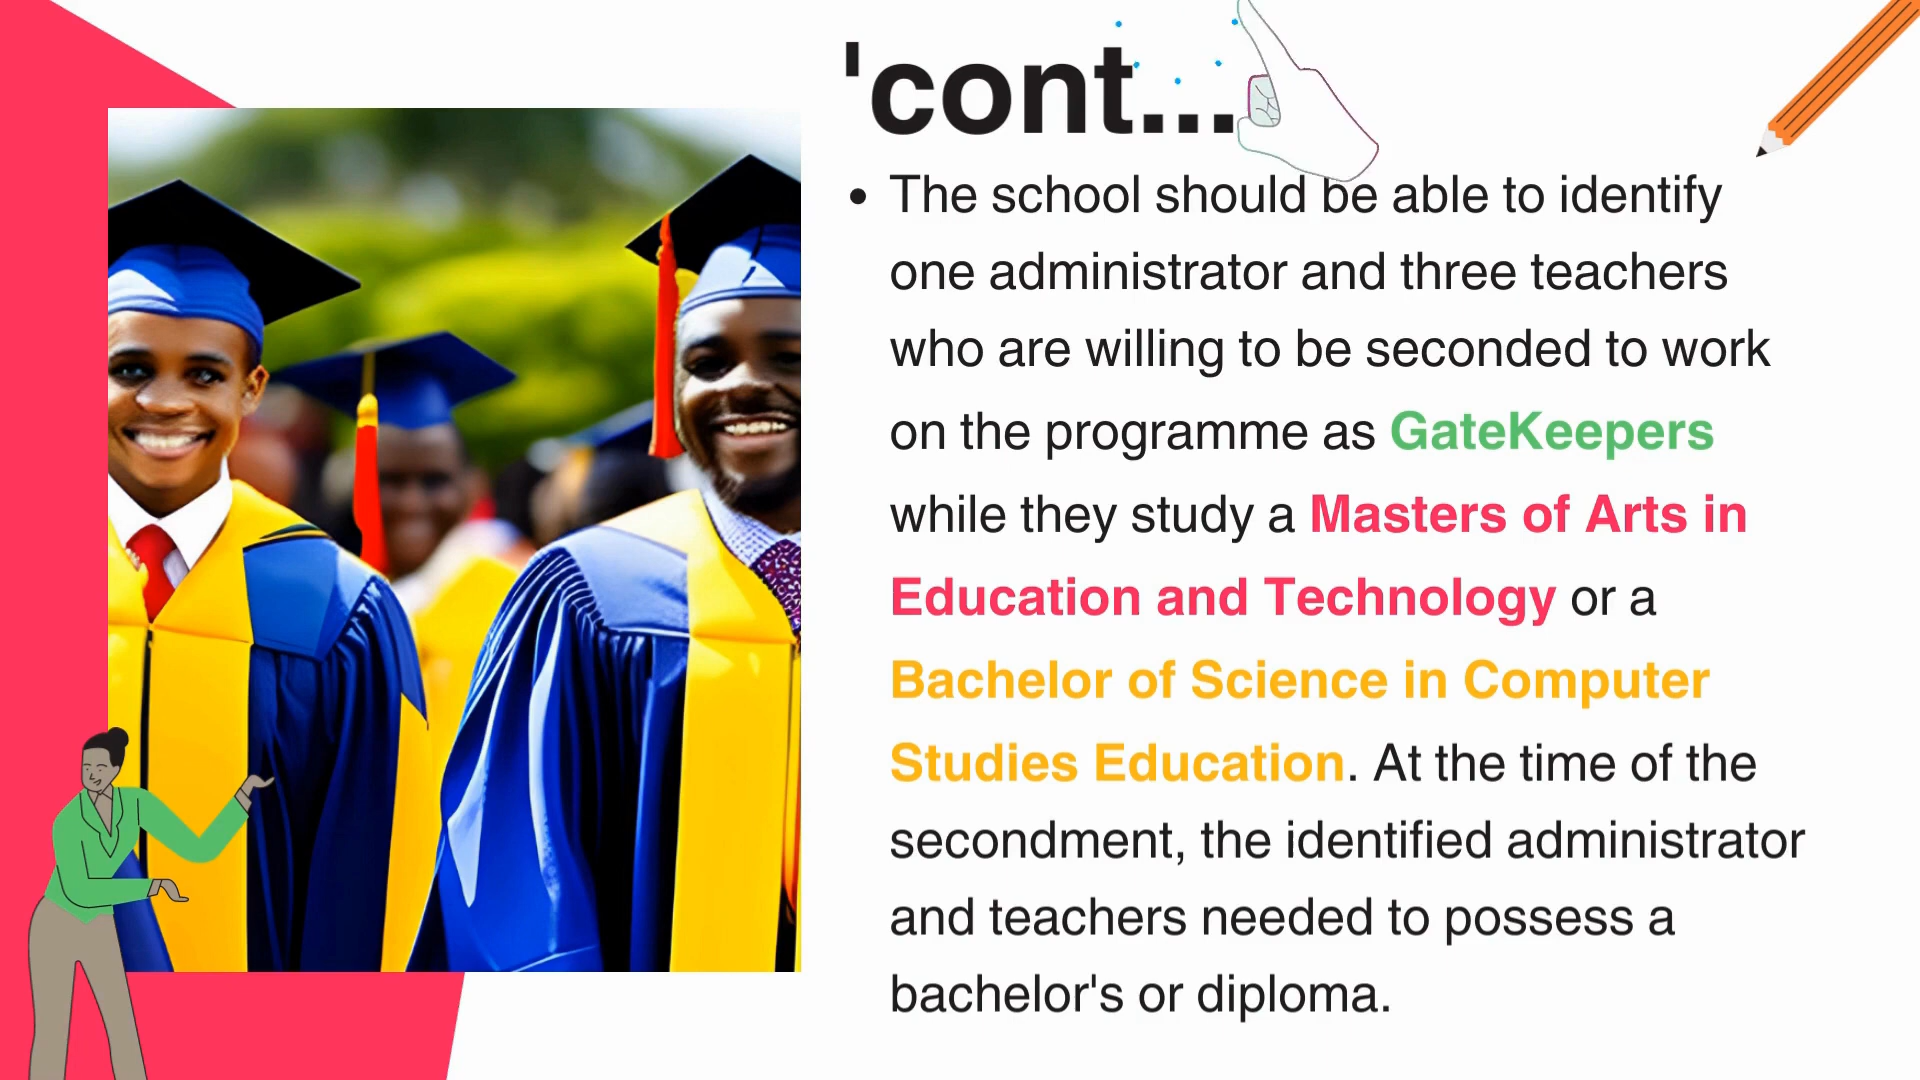 'cont...
• The school should be able to identify
one administrator and three teachers
who are willing to be seconded to work
on the programme as GateKeepers
while they study a Masters of Arts in
Education and Technology or a
Bachelor of Science in Computer
Studies Education. At the time of the
secondment, the identified administrator
and teachers needed to possess a
bachelor's or diploma.